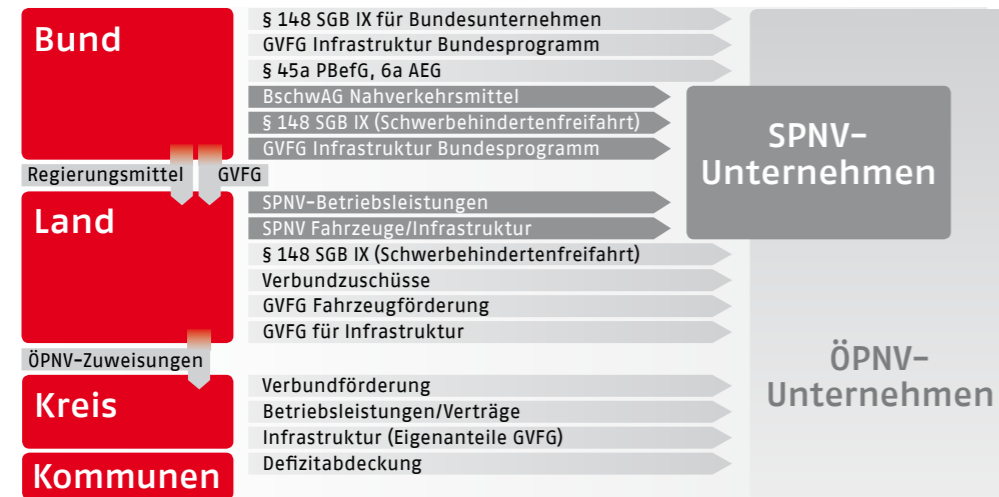 Bund
§ 148 SGB IX für Bundesunternehmen
GVFG Infrastruktur Bundesprogramm
§ 45a PBefG, 6a AEG
BschwAG Nahverkehrsmittel
§ 148 SGB IX (Schwerbehindertenfreifahrt)
GVFG Infrastruktur Bundesprogramm
SPNV-
Unternehmen
Regierungsmittel
GVFG
Land
SPNV-Betriebsleistungen
SPNV Fahrzeuge/Infrastruktur
§ 148 SGB IX (Schwerbehindertenfreifahrt)
Verbundzuschüsse
GVFG Fahrzeugförderung
GVFG für Infrastruktur
ÖPNV-Zuweisungen
ÖPNV-
Unternehmen
Kreis
Verbundförderung
Betriebsleistungen/Verträge
Infrastruktur (Eigenanteile GVFG)
Defizitabdeckung
Kommunen